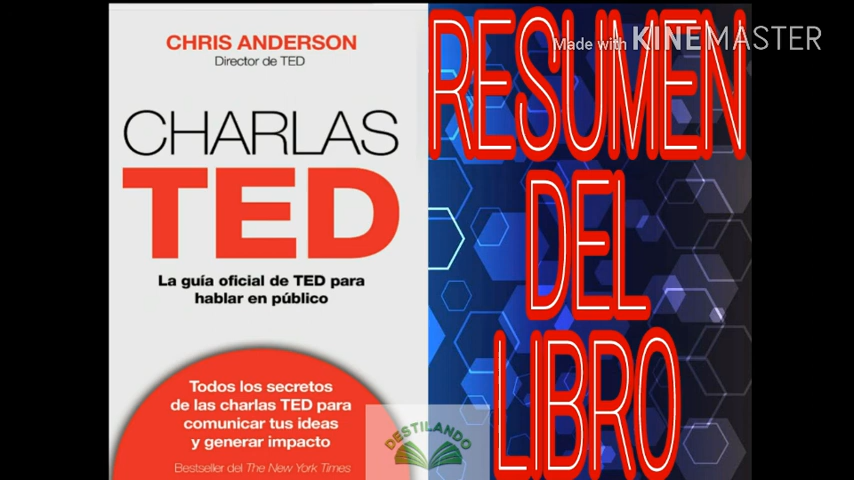 CHRIS ANDERSON
Director de TED
CHARLAS
TED
La guía oficial de TED para
hablar en público
Todos los secretos
de las charlas TED para
comunicar tus ideas
y generar impacto
Bestseller del The New York Times
DESTILANDO
Made with KINEMASTER
RESUMEN
DEL
LIBRO